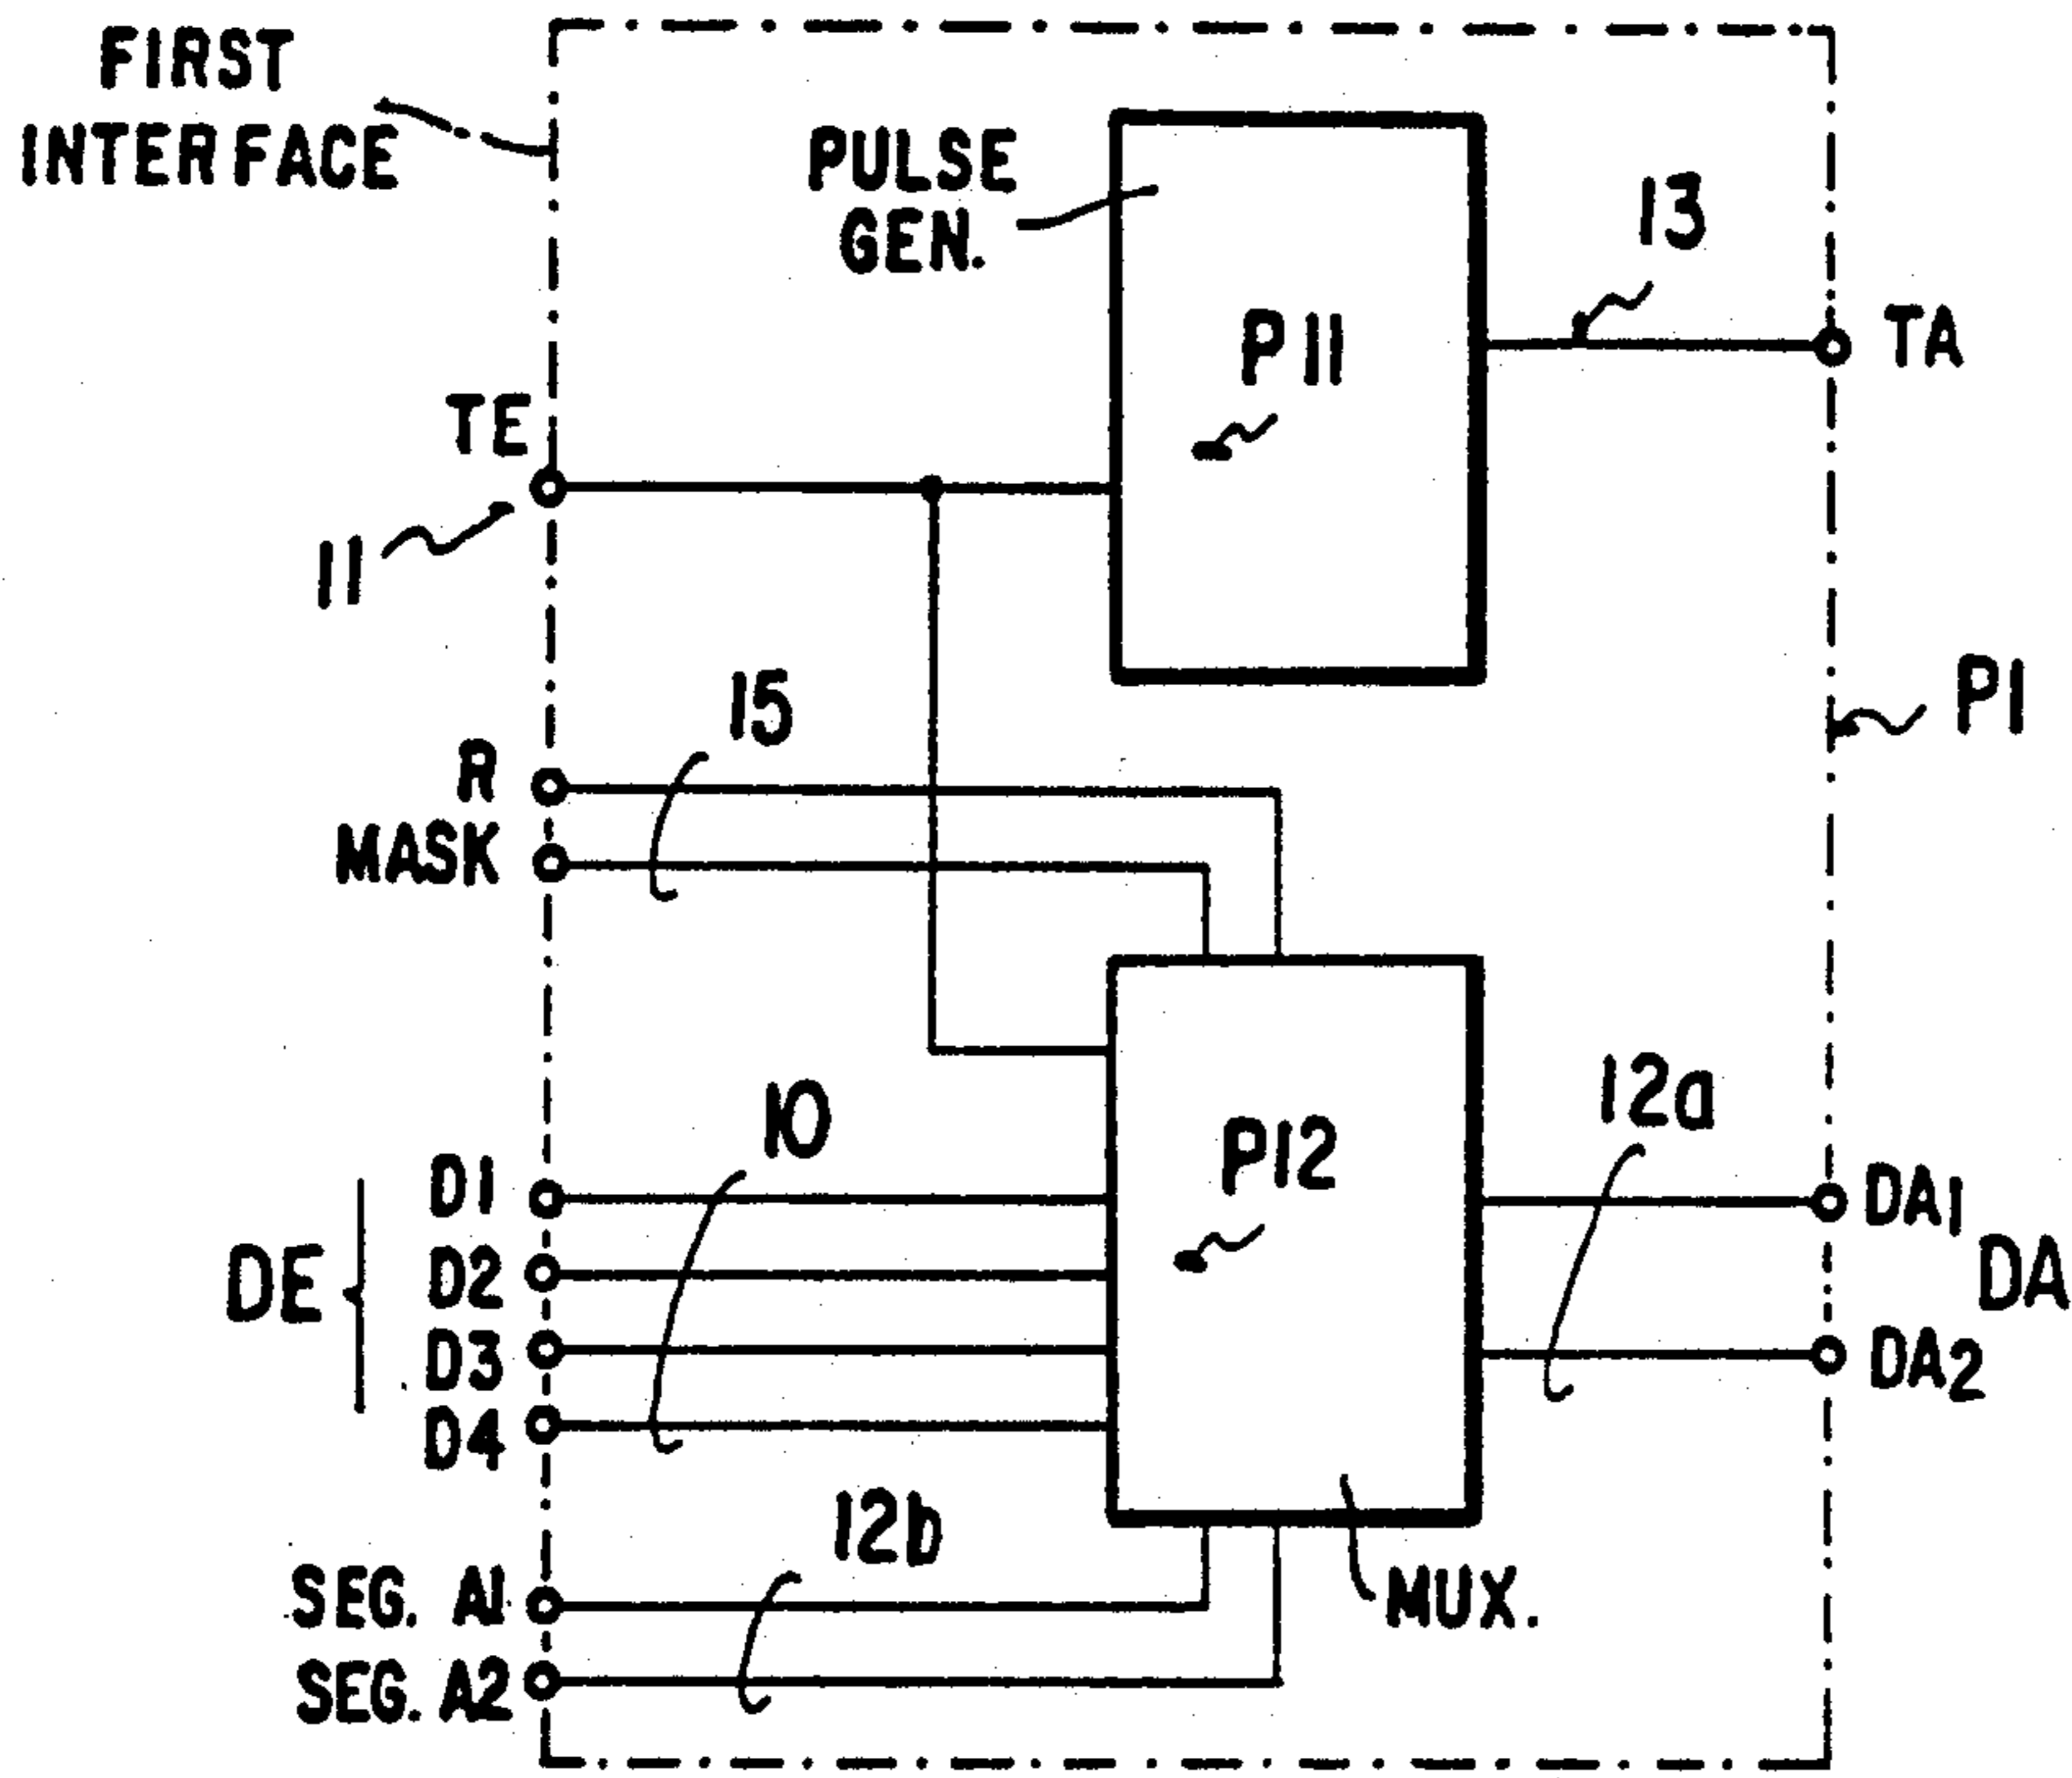 FIRST
INTERFACE
PULSE
GEN.
P11
13
TA
TE
11
P1
15
R
MASK
10
P12
12a
D1
DE
D2
D3
D4
DA1
DA
DA2
12b
SEG. A1
SEG. A2
MUX.